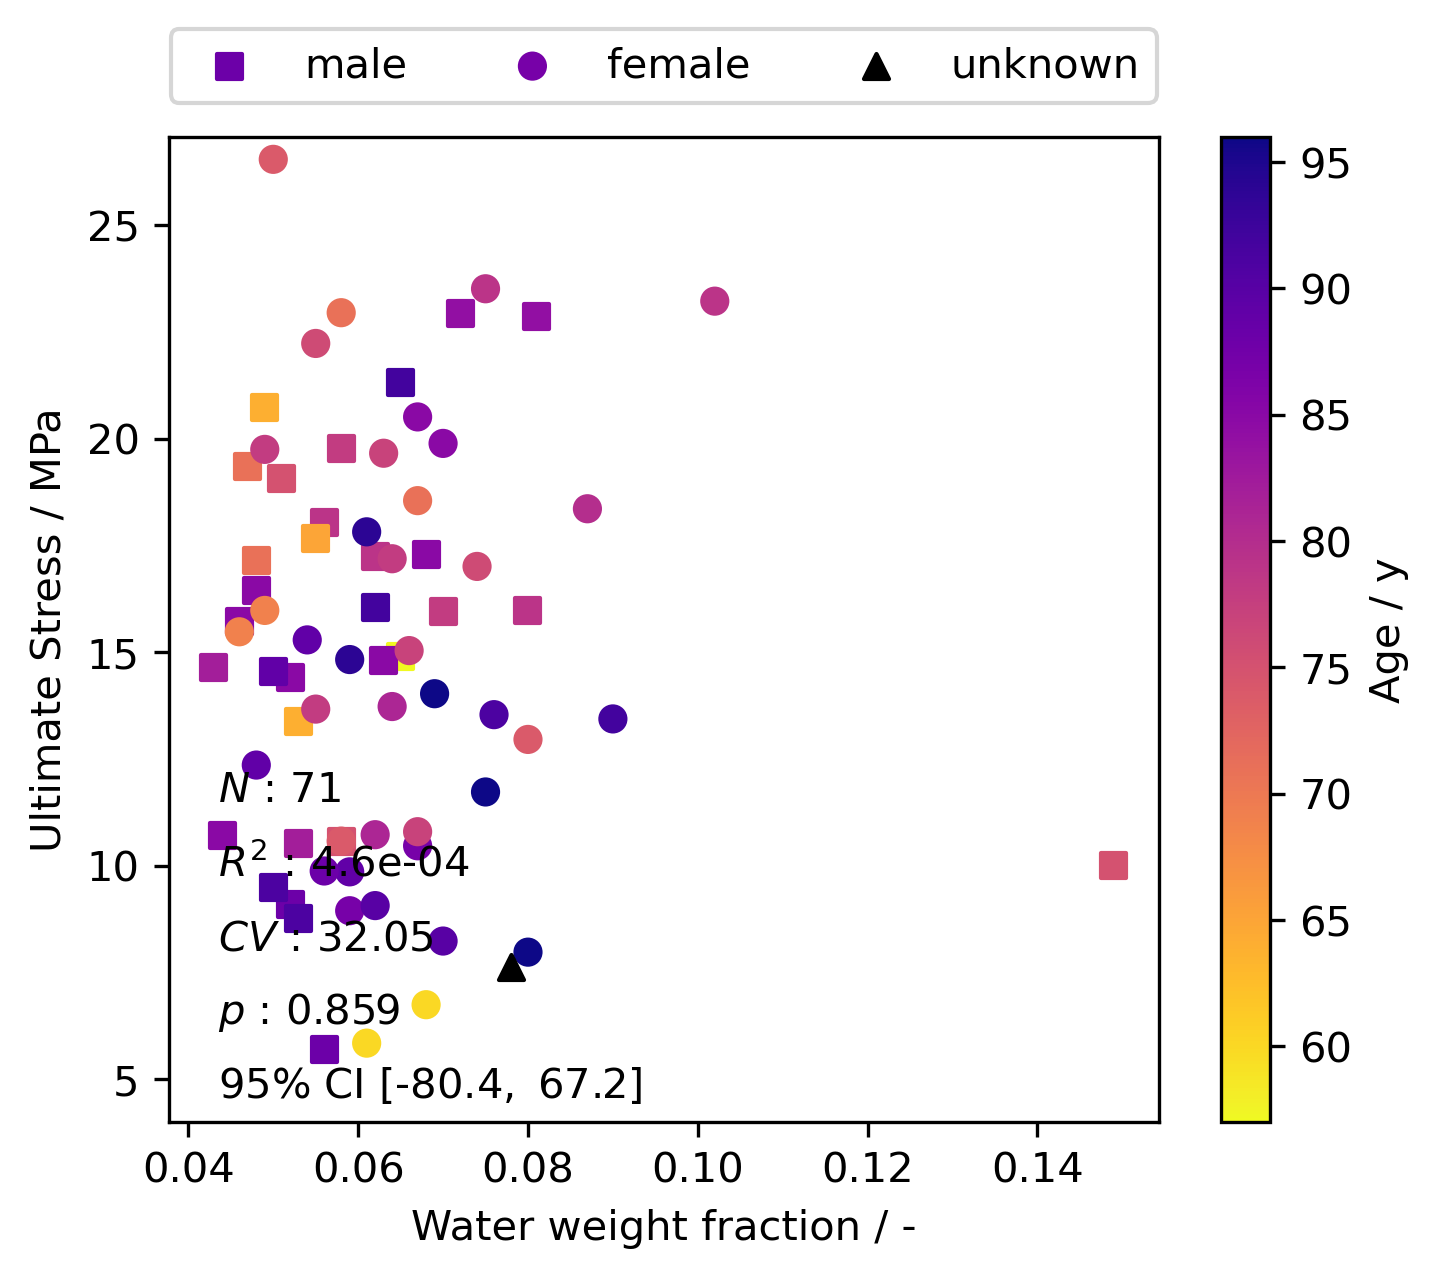 male female unknown
25
20
15
10
5
Ultimate Stress / MPa
N : 71
R² : 4.6e-04
CV : 32.05
p : 0.859
95% CI [-80.4, 67.2]
0.04 0.06 0.08 0.10 0.12 0.14
Water weight fraction / -
95
90
85
80
75
70
65
60
Age / y